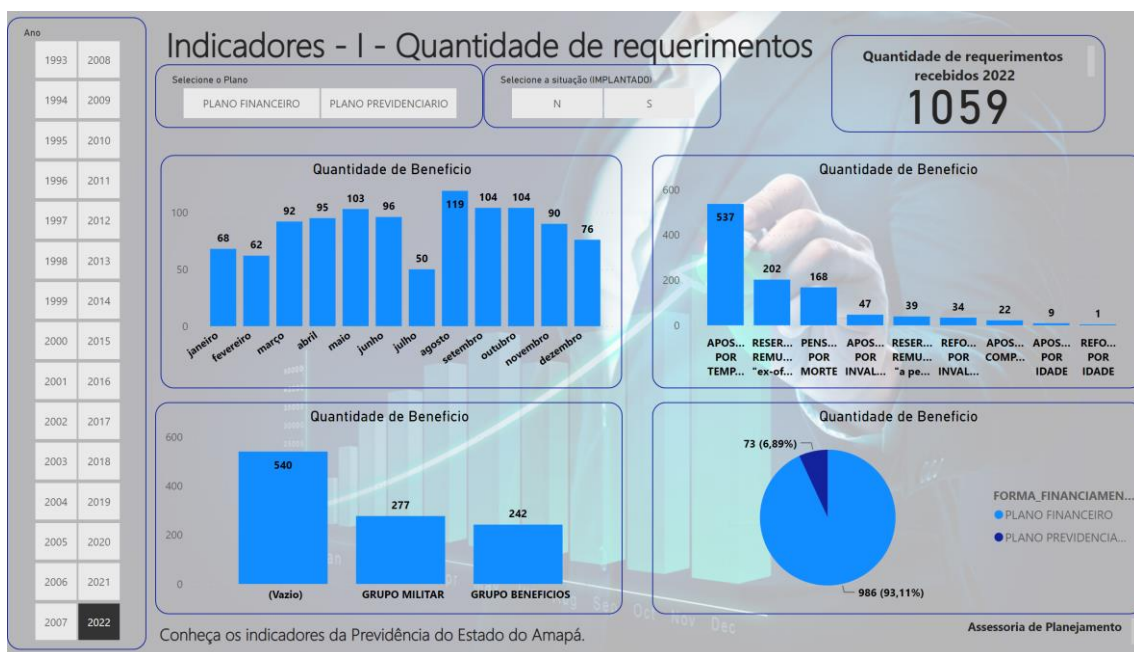 Ano
1993 2008
1994 2009
1995 2010
1996 2011
1997 2012
1998 2013
1999 2014
2000 2015
2001 2016
2002 2017
2003 2018
2004 2019
2005 2020
2006 2021
2007 2022
Indicadores - I - Quantidade de requerimentos
Selecione o Plano
PLANO FINANCEIRO PLANO PREVIDENCIARIO
Selecione a situação (IMPLANTADO)
N S
Quantidade de requerimentos
recebidos 2022
1059
Quantidade de Beneficio
100
50
0
68 62 92 95 103 96 50 119 104 104 90 76
janeiro fevereiro março abril maio junho julho agosto setembro outubro novembro dezembro
Quantidade de Beneficio
600
400
200
0
537 202 168 47 39 34 22 9 1
APOS... RESER... PENS... APOS... RESER... REFO... APOS... APOS... REFO...
POR REMU... POR POR REMU... POR COMP... POR POR
TEMP... "ex-of... MORTE INVAL... "a pe... INVAL... IDADE IDADE
Quantidade de Beneficio
600
400
200
0
540 277 242
(Vazio) GRUPO MILITAR GRUPO BENEFICIOS
Quantidade de Beneficio
73 (6,89%)
986 (93,11%)
FORMA_FINANCIAMEN...
PLANO FINANCEIRO
PLANO PREVIDENCIA...
Sep Oct Nov Dec
Conheça os indicadores da Previdência do Estado do Amapá.
Assessoria de Planejamento